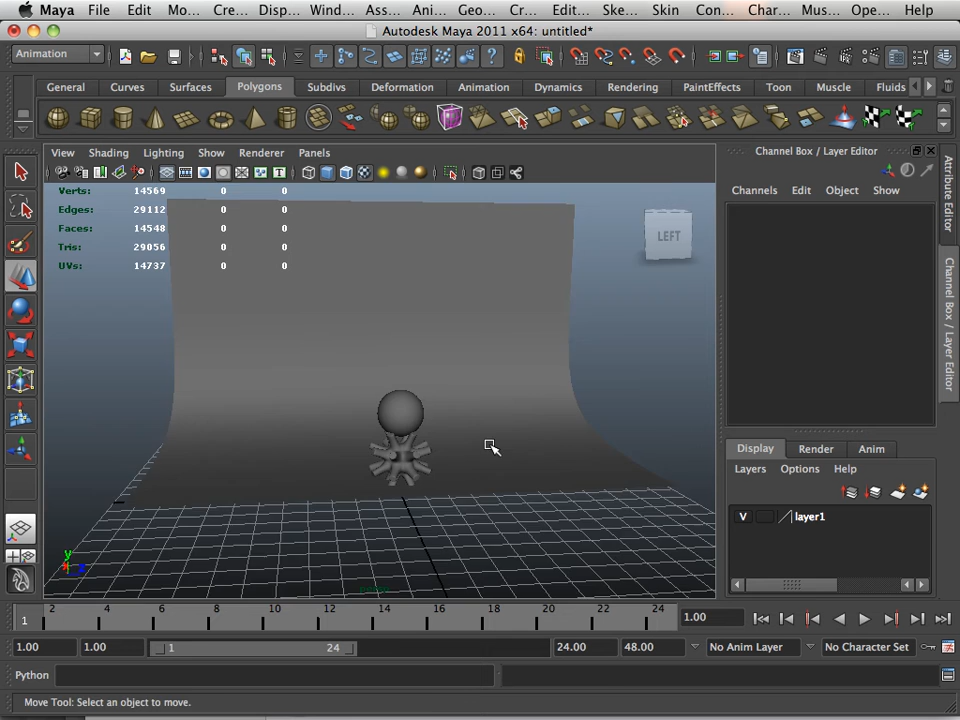 Maya File Edit Mo... Cre... Disp... Wind... Ass... Ani... Geo... Cr... Edit... Ske... Skin Con... Char... Mus... Ope... Help
Autodesk Maya 2011 x64: untitled*
Animation
General Curves Surfaces Polygons Subdivs Deformation Animation Dynamics Rendering PaintEffects Toon Muscle Fluids
View Shading Lighting Show Renderer Panels
Channel Box / Layer Editor
Channels Edit Object Show
Verts: 14569 0 0
Edges: 29112 0 0
Faces: 14548 0 0
Tris: 29056 0 0
UVs: 14737 0 0
LEFT
Attribute Editor
Channel Box / Layer Editor
Display Render Anim
Layers Options Help
V layer1
y
2 4 6 8 10 12 14 16 18 20 22 24
1
1.00
1.00 1.00 1 24 24.00 48.00 No Anim Layer No Character Set
Python
Move Tool: Select an object to move.